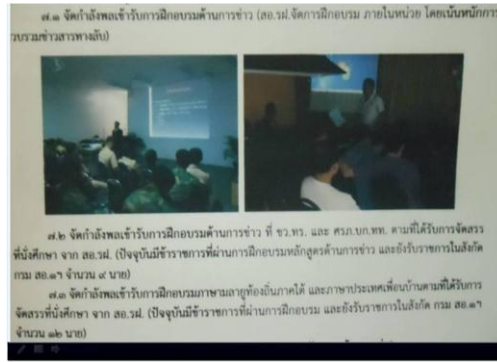 ๗.๑ จัดกำลังพลเข้ารับการฝึกอบรมด้านการข่าว (สอ.รฝ.จัดการฝึกอบรม ภายในหน่วย โดยเน้นหนักการ
วบรวมข่าวสารทางลับ)
๗.๒ จัดกำลังพลเข้ารับการฝึกอบรมด้านการข่าว ที่ ขว.ทร. และ ศรภ.บก.ทท. ตามที่ได้รับการจัดสรร
ที่นั่งศึกษา จาก สอ.รฝ. (ปัจจุบันมีข้าราชการที่ผ่านการฝึกอบรมหลักสูตรด้านการข่าว และยังรับราชการในสังกัด
กรม สอ.๑ฯ จำนวน ๙ นาย)
๗.๓ จัดกำลังพลเข้ารับการฝึกอบรมภาษามลายูท้องถิ่นภาคใต้ และภาษาประเทศเพื่อนบ้านตามที่ได้รับการ
จัดสรรที่นั่งศึกษา จาก สอ.รฝ. (ปัจจุบันมีข้าราชการที่ผ่านการฝึกอบรม และยังรับราชการในสังกัด กรม สอ.๑ฯ
จำนวน ๑๒ นาย)